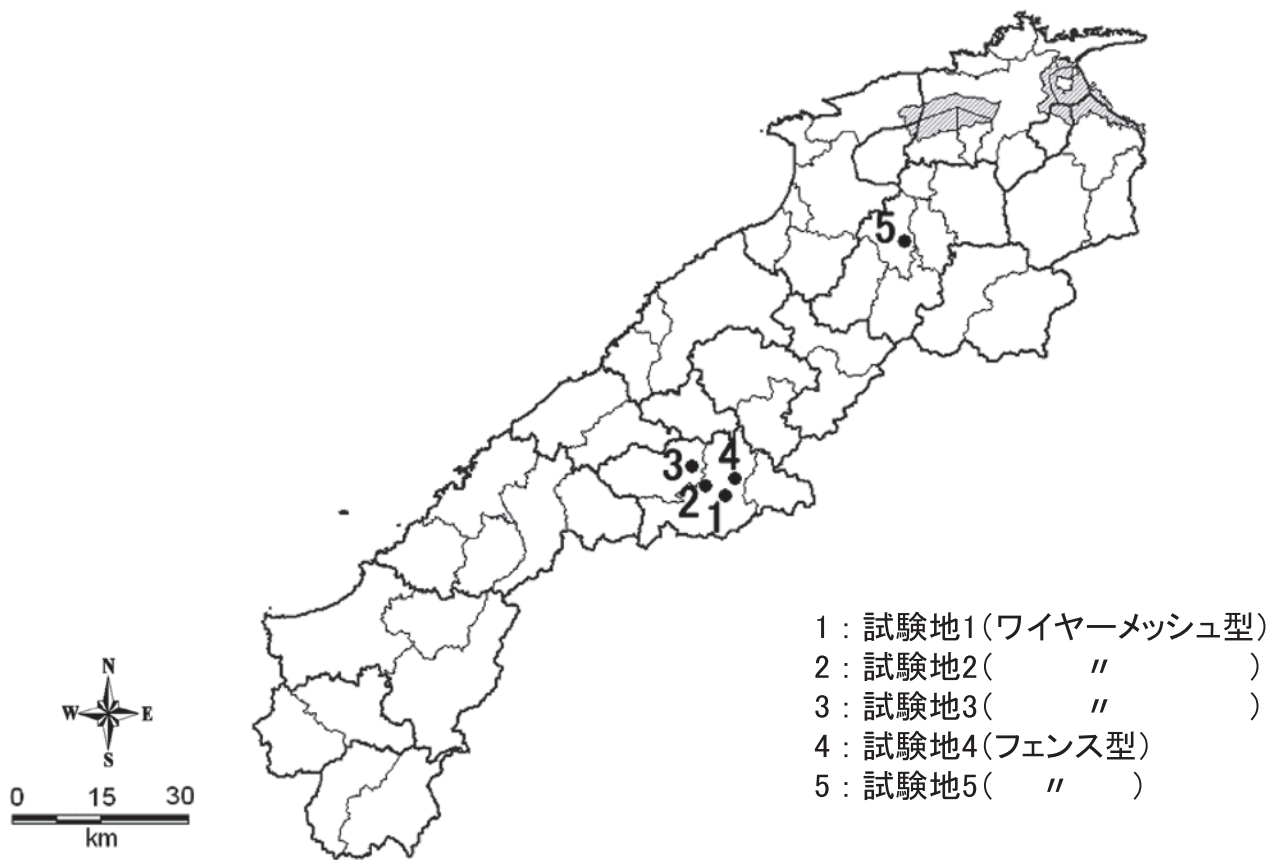 5
3
4
2
1
N
W E
S
0 15 30
km
1 : 試験地1(ワイヤーメッシュ型)
2 : 試験地2( 〃 )
3 : 試験地3( 〃 )
4 : 試験地4(フェンス型)
5 : 試験地5( 〃 )